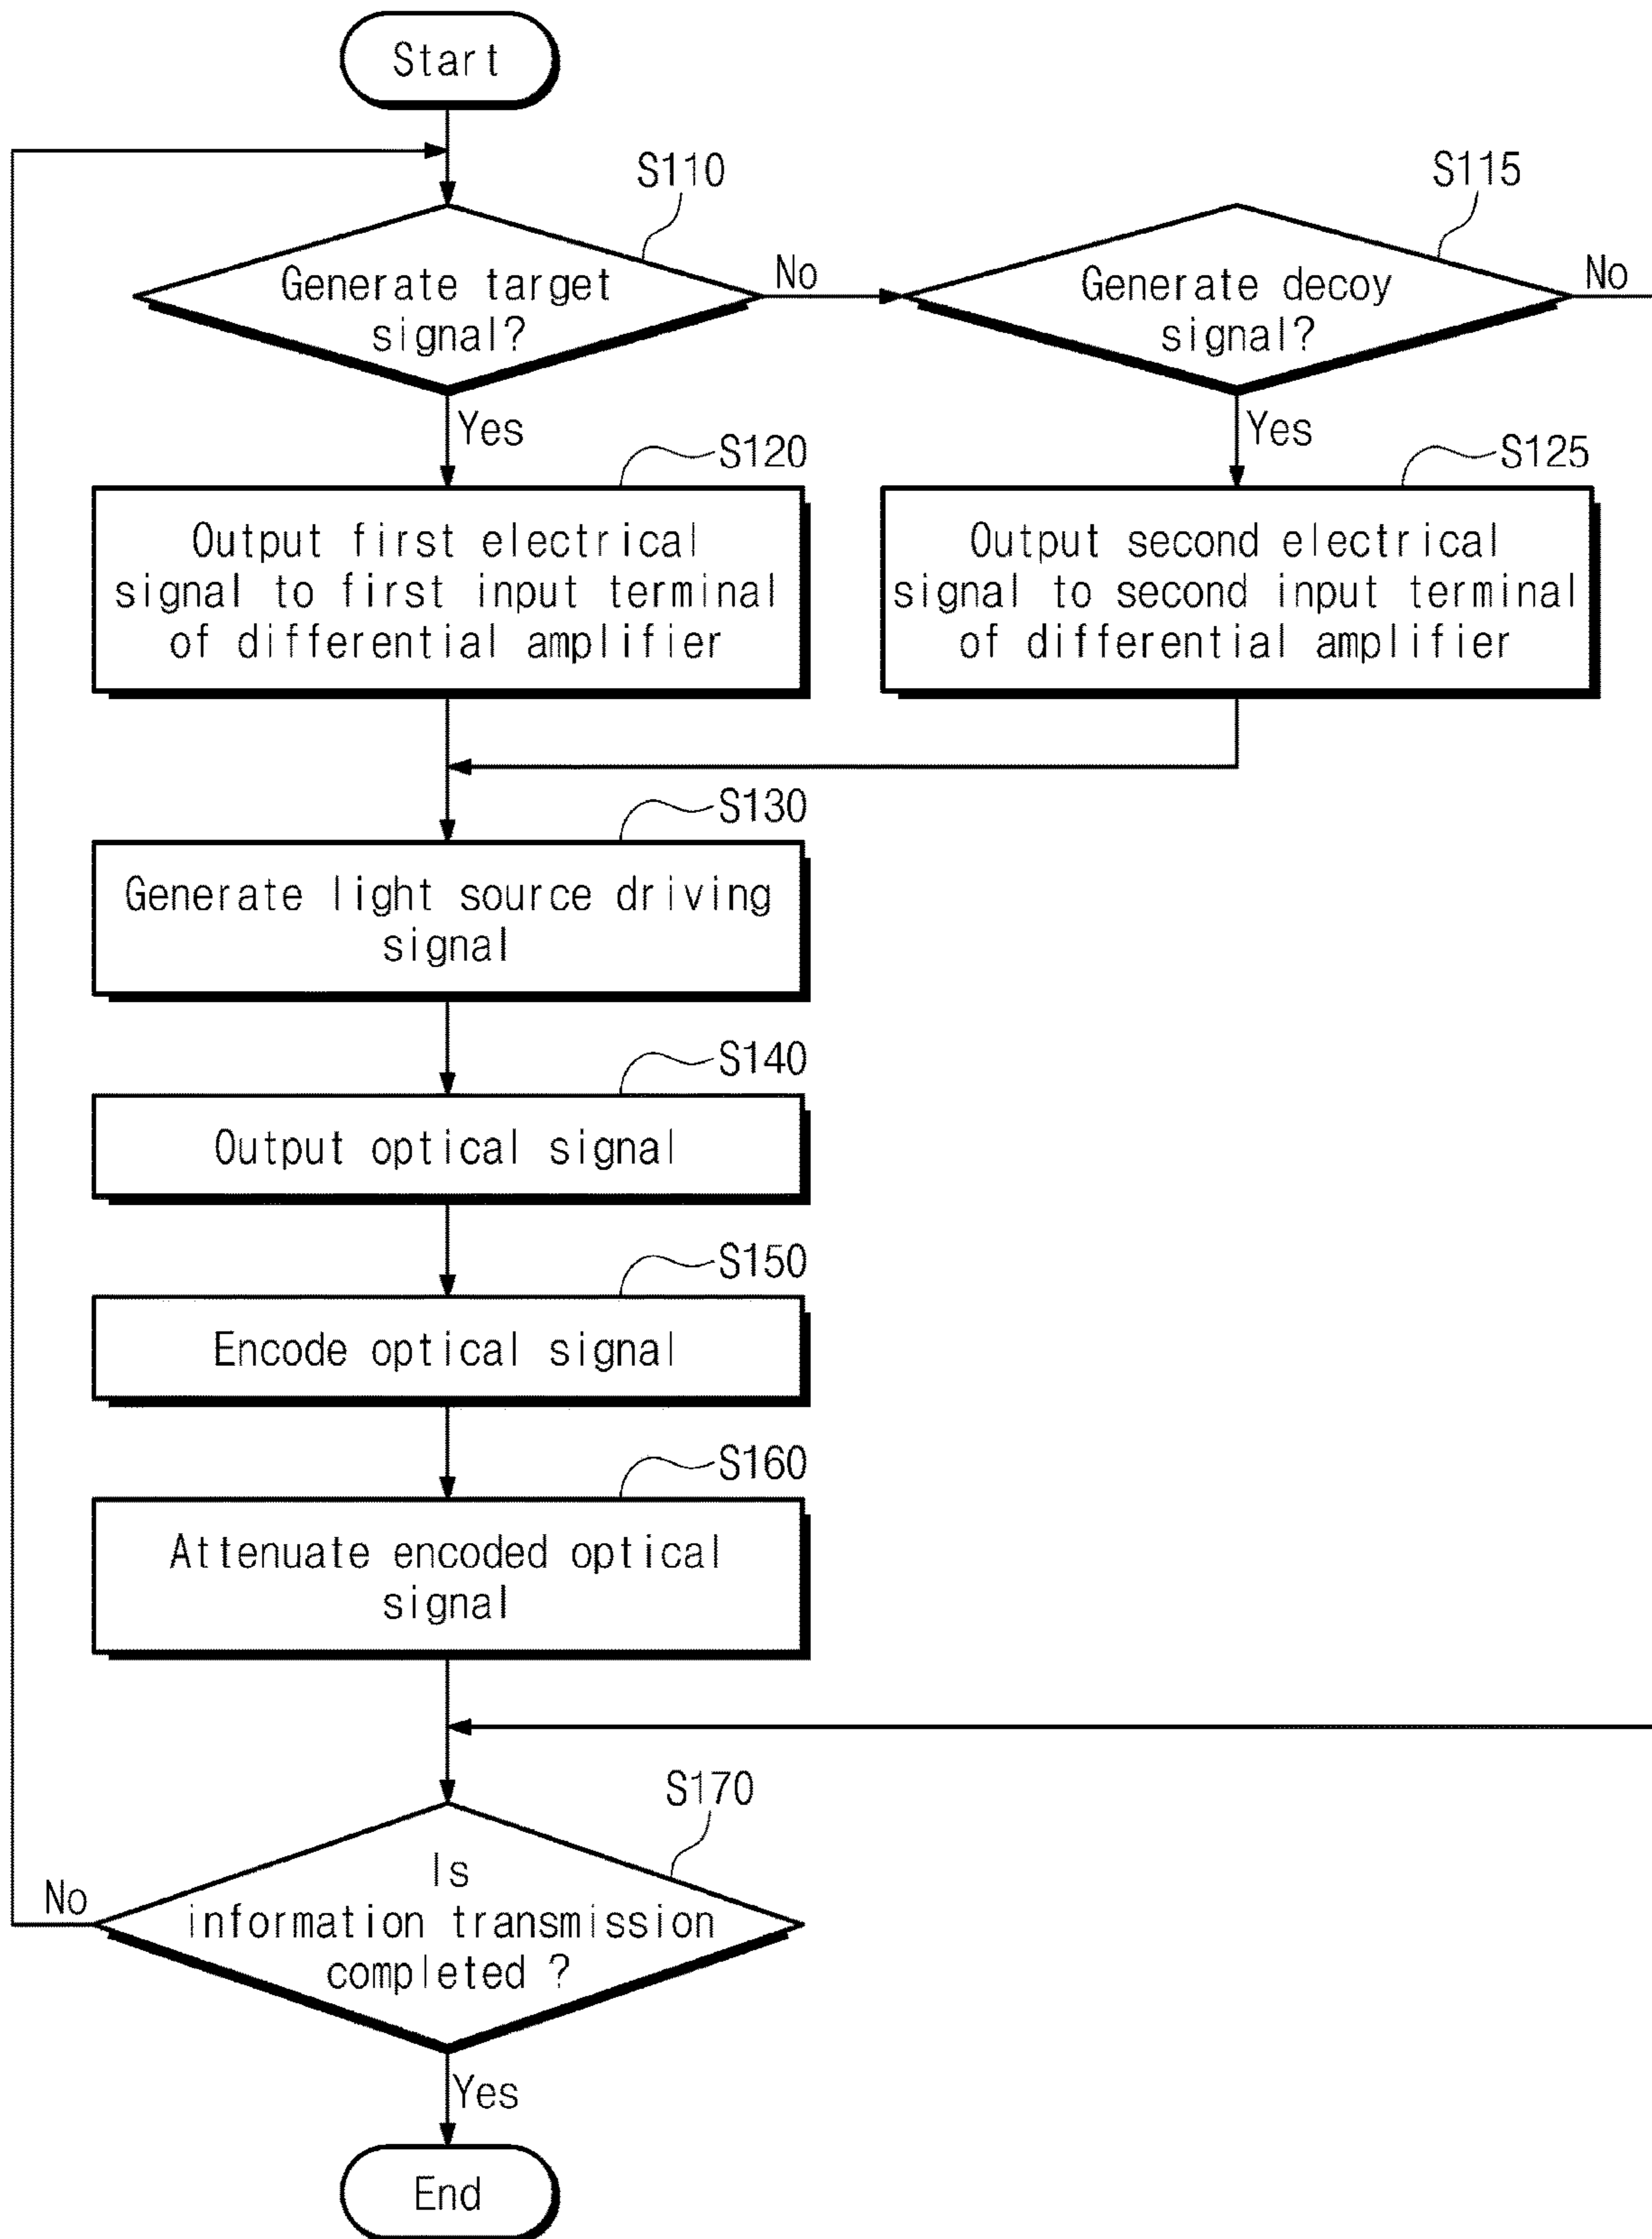 Start
S110
Generate target
signal?
No
S115
Generate decoy
signal?
No
Yes
Yes
S120
Output first electrical
signal to first input terminal
of differential amplifier
S125
Output second electrical
signal to second input terminal
of differential amplifier
S130
Generate light source driving
signal
S140
Output optical signal
S150
Encode optical signal
S160
Attenuate encoded optical
signal
S170
Is
information transmission
completed ?
No
Yes
End